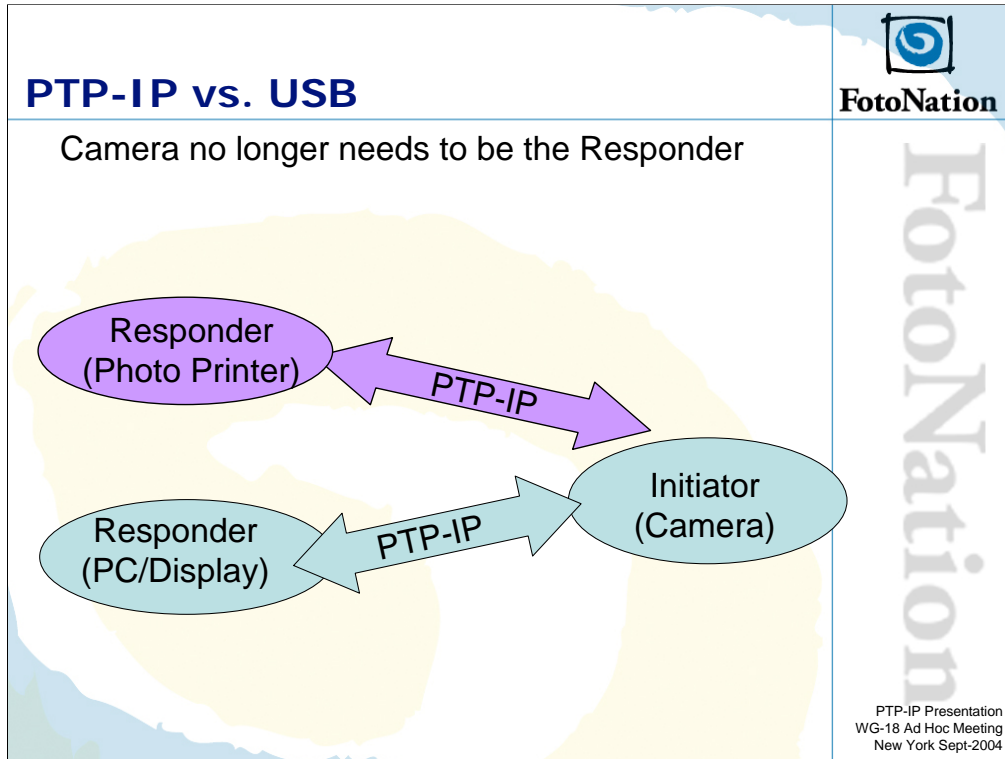 PTP-IP vs. USB
FotoNation
Camera no longer needs to be the Responder
Responder
(Photo Printer)
PTP-IP
Initiator
(Camera)
Responder
(PC/Display)
PTP-IP
FotoNation
PTP-IP Presentation
WG-18 Ad Hoc Meeting
New York Sept-2004